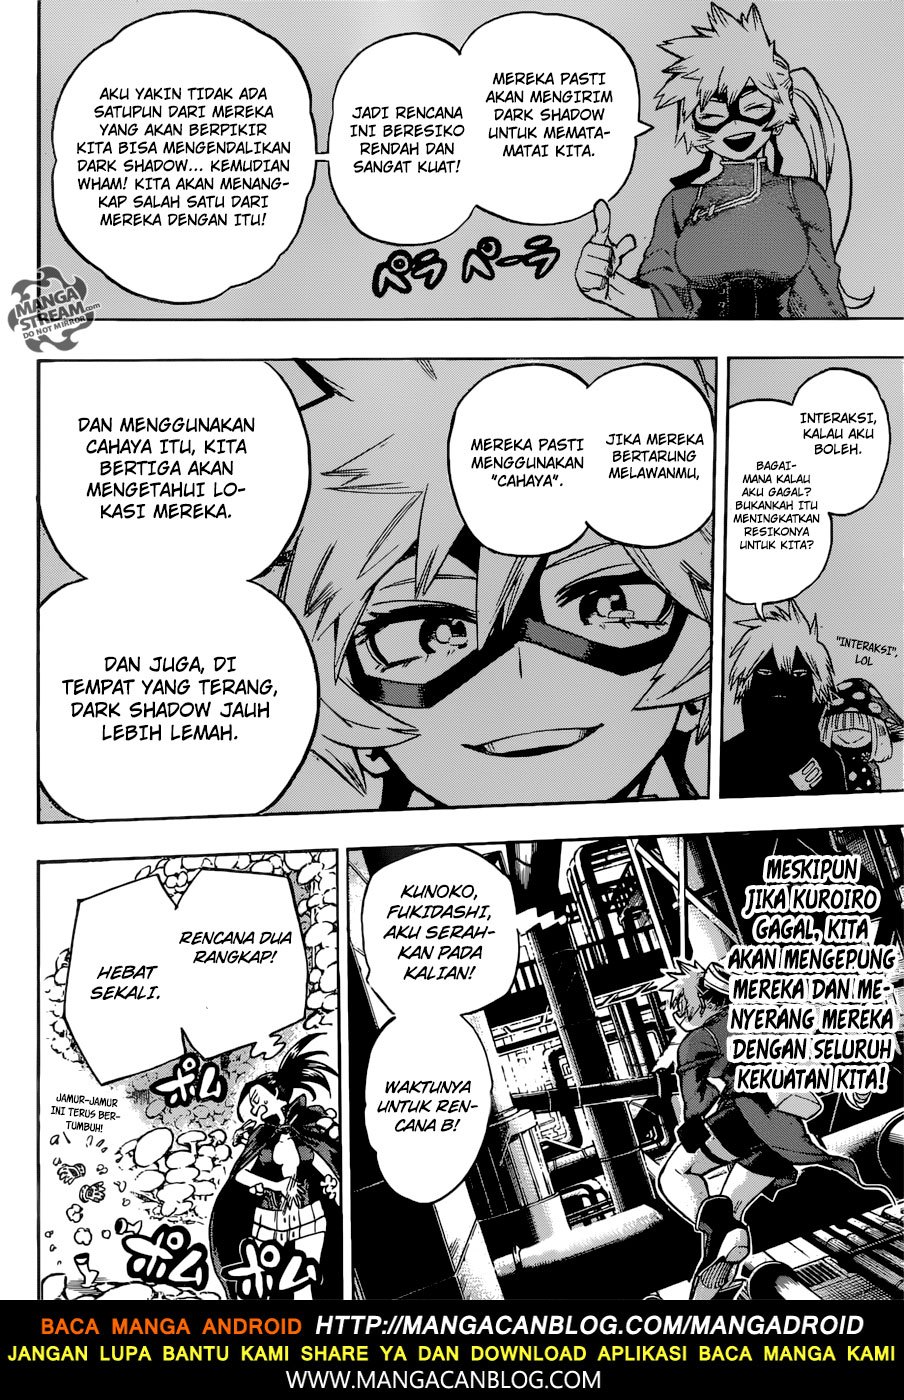 MEREKA PASTI
AKAN MENGIRIM
DARK SHADOW
UNTUK MEMATA-
MATAI KITA.
JADI RENCANA
INI BERESIKO
RENDAH DAN
SANGAT KUAT!
AKU YAKIN TIDAK ADA
SATUPUN DARI MEREKA
YANG AKAN BERPIKIR
KITA BISA MENGENDALIKAN
DARK SHADOW... KEMUDIAN
WHAM! KITA AKAN MENANG-
KAP SALAH SATU DARI
MEREKA DENGAN ITU!
ペラ ペーラ
MANGA
STREAM.com
DO NOT MIRROR
INTERAKSI,
KALAU AKU
BOLEH.
BAGAI-
MANA KALAU
AKU GAGAL?
BUKANKAH ITU
MENINGKATKAN
RESIKONYA
UNTUK KITA?
"INTERAKSI",
LOL
JIKA MEREKA
BERTARUNG
MELAWANMU,
MEREKA PASTI
MENGGUNAKAN
"CAHAYA".
DAN MENGGUNAKAN
CAHAYA ITU, KITA
BERTIGA AKAN
MENGETAHUI LO-
KASI MEREKA.
DAN JUGA, DI
TEMPAT YANG TERANG,
DARK SHADOW JAUH
LEBIH LEMAH.
MESKIPUN
JIKA KUROIRO
GAGAL, KITA
AKAN MENGEPUNG
MEREKA DAN ME-
NYERANG MEREKA
DENGAN SELURUH
KEKUATAN KITA!
KUNOKO,
FUKIDASHI,
AKU SERAH-
KAN PADA
KALIAN!
WAKTUNYA
UNTUK REN-
CANA B!
RENCANA DUA
RANGKAP!
HEBAT
SEKALI.
JAMUR-JAMUR
INI TERUS BER-
TUMBUH!
ポム
ポム
ポム
BACA MANGA ANDROID HTTP://MANGACANBLOG.COM/MANGADROID
JANGAN LUPA BANTU KAMI SHARE YA DAN DOWNLOAD APLIKASI BACA MANGA KAMI
WWW.MANGACANBLOG.COM